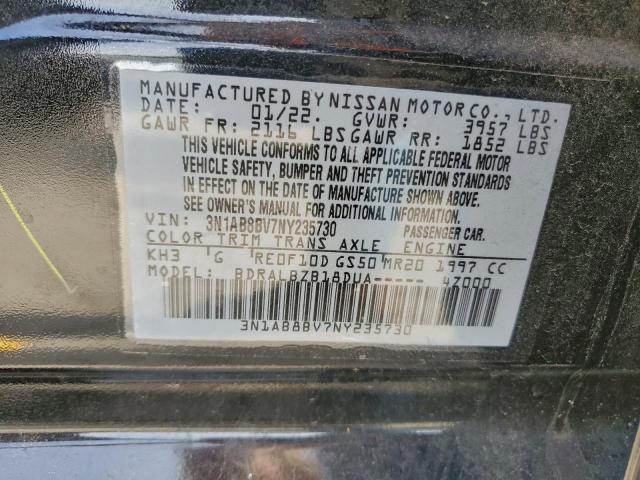 MANUFACTURED BY NISSAN MOTOR CO., LTD.
DATE: 01/22. GVWR: 3957 LBS
GAWR FR: 2116 LBS GAWR RR: 1852 LBS
THIS VEHICLE CONFORMS TO ALL APPLICABLE FEDERAL MOTOR
VEHICLE SAFETY, BUMPER AND THEFT PREVENTION STANDARDS
IN EFFECT ON THE DATE OF MANUFACTURE SHOWN ABOVE.
SEE OWNER'S MANUAL FOR ADDITIONAL INFORMATION.
VIN: 3N1AB8BV7NY235730 PASSENGER CAR.
COLOR TRIM TRANS AXLE ENGINE
KH3 G RE0F10D GS50 MR20 1997 CC
MODEL: BDRALBZB18DUA----- 4Z000
3N1AB8BV7NY235730